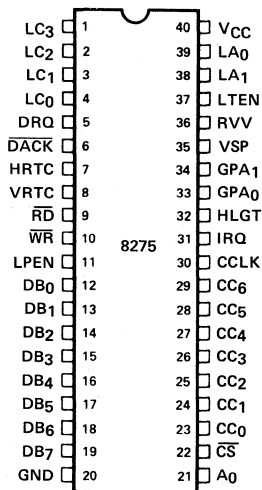 LC3 1 40 VCC
LC2 2 39 LA0
LC1 3 38 LA1
LC0 4 37 LTEN
DRQ 5 36 RVV
D̅A̅C̅K̅ 6 35 VSP
HRTC 7 34 GPA1
VRTC 8 33 GPA0
R̅D̅ 9 32 HLGT
W̅R̅ 10 31 IRQ
8275
LPEN 11 30 CCLK
DB0 12 29 CC6
DB1 13 28 CC5
DB2 14 27 CC4
DB3 15 26 CC3
DB4 16 25 CC2
DB5 17 24 CC1
DB6 18 23 CC0
DB7 19 22 C̅S̅
GND 20 21 A0